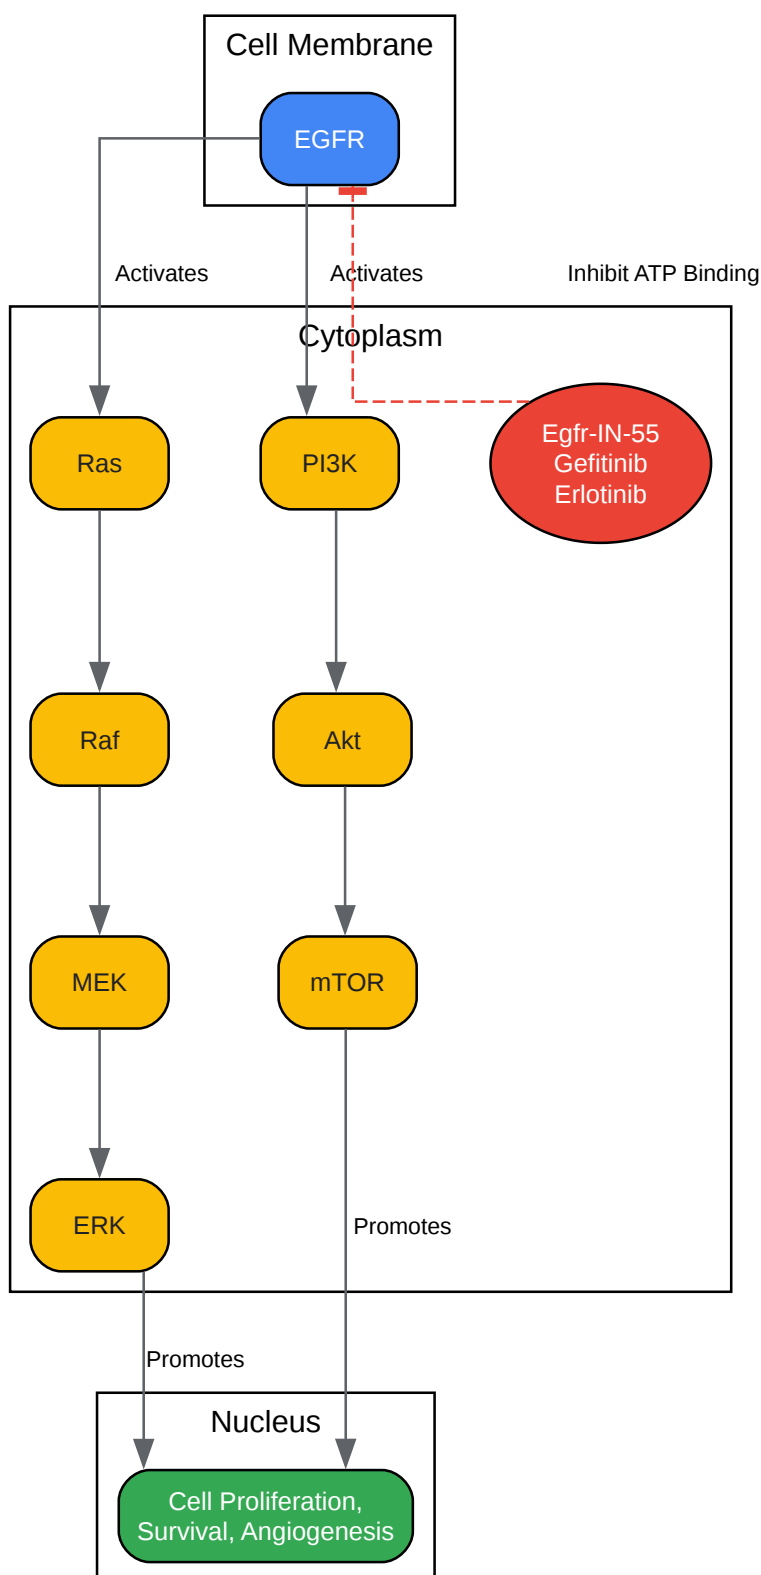 Cell Membrane
EGFR
Activates
Activates
Inhibit ATP Binding
Cytoplasm
Ras
PI3K
Egfr-IN-55
Gefitinib
Erlotinib
Raf
Akt
MEK
mTOR
ERK
Promotes
Promotes
Nucleus
Cell Proliferation,
Survival, Angiogenesis